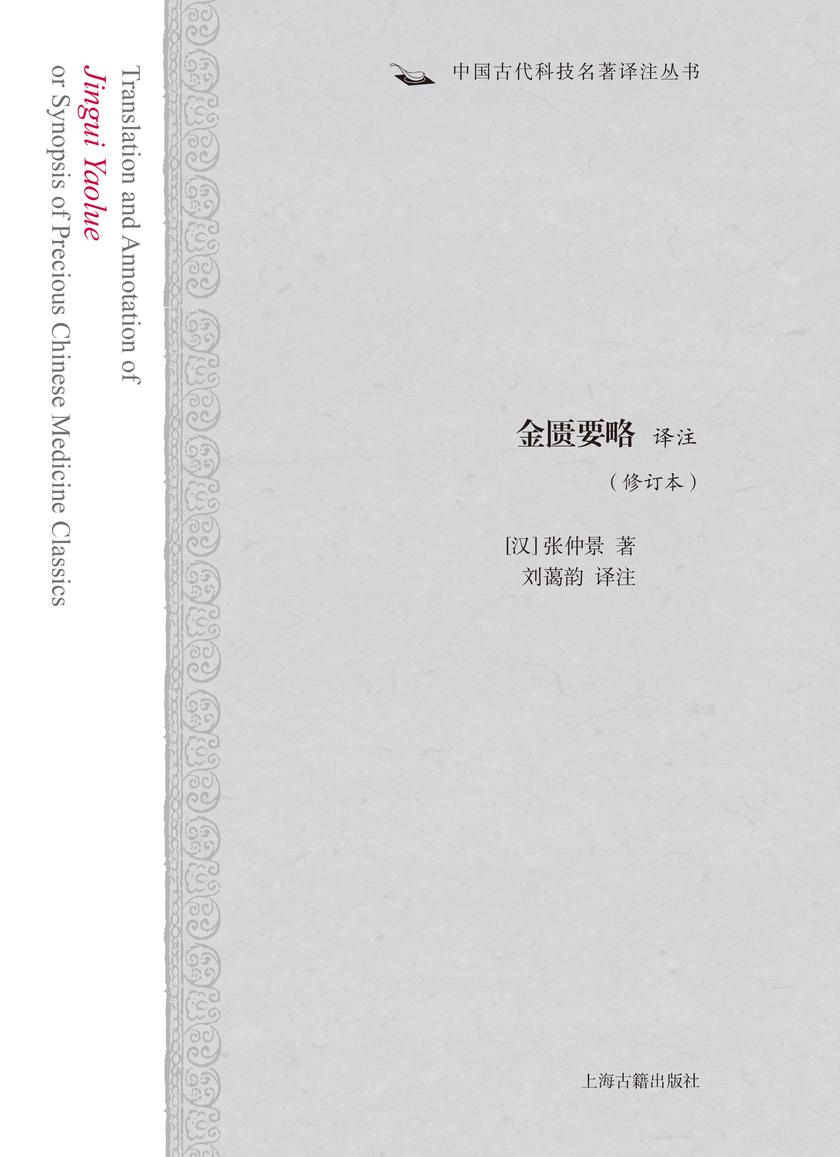 中国古代科技名著译注丛书
Translation and Annotation of
Jingui Yaolue
or Synopsis of Precious Chinese Medicine Classics
金匮要略 译注
（修订本）
[汉] 张仲景 著
刘蔼韵 译注
上海古籍出版社